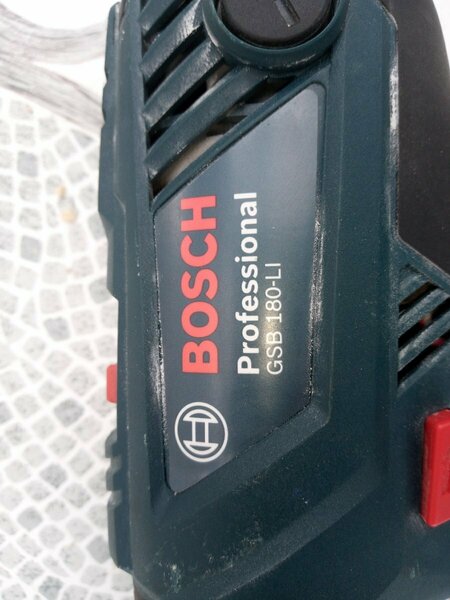 BOSCH
Professional
GSB 180-LI